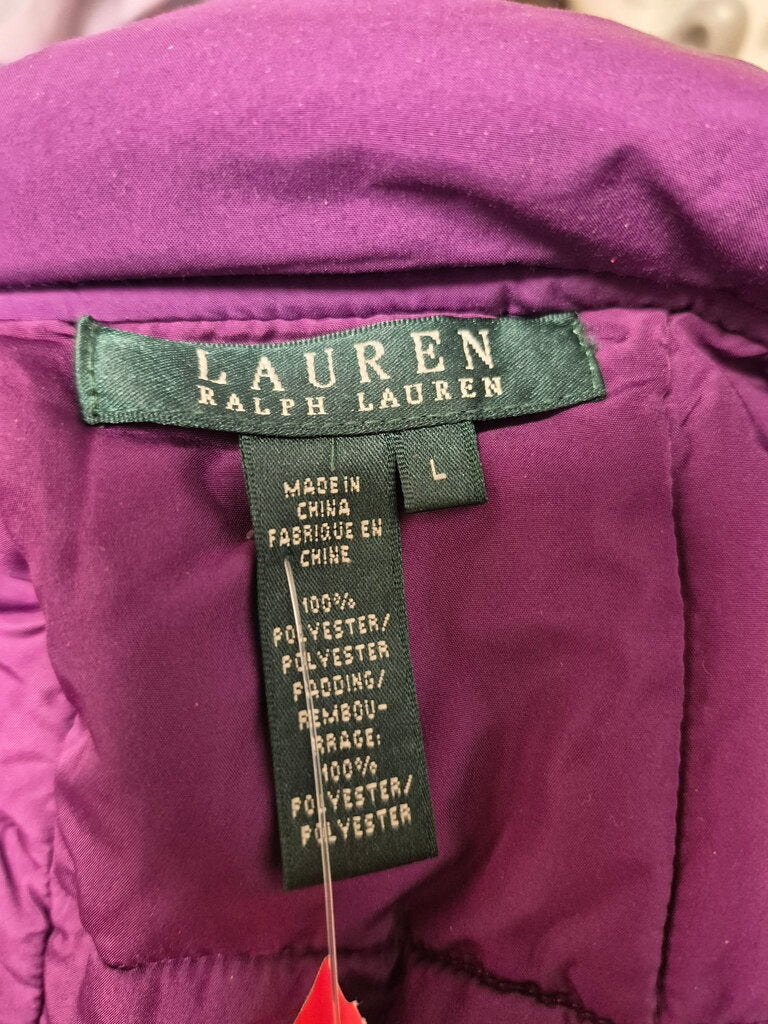 LAUREN
RALPH LAUREN
L
MADE IN
CHINA
FABRIQUE EN
CHINE
100%
POLYESTER/
POLYESTER
PADDING/
REMBOU-
RRAGE:
100%
POLYESTER/
POLYESTER